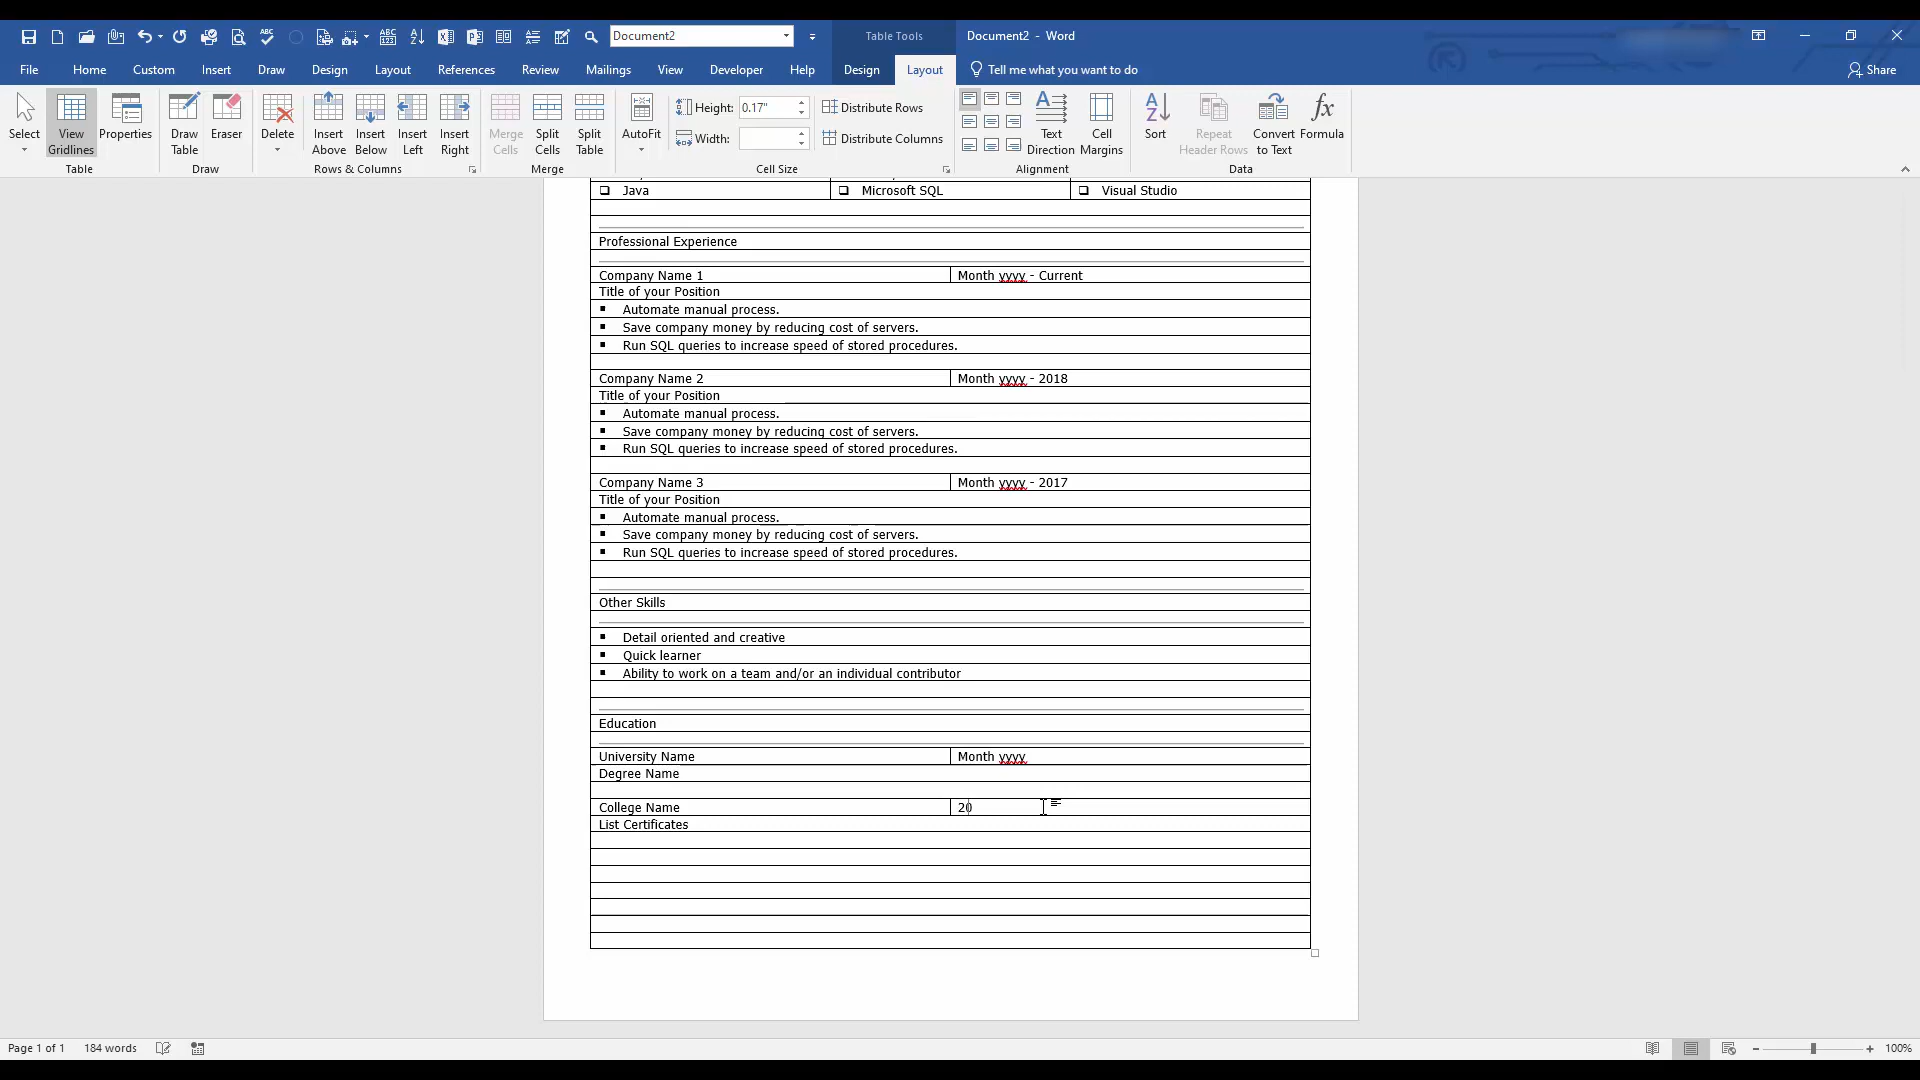 Document2
Table Tools
Document2 - Word
File Home Custom Insert Draw Design Layout References Review Mailings View Developer Help Design Layout Tell me what you want to do Share
Select
View Gridlines
Properties
Draw Table
Eraser
Delete
Insert Above
Insert Below
Insert Left
Insert Right
Merge Cells
Split Cells
Split Table
AutoFit
Height: 0.17"
Width:
Distribute Rows
Distribute Columns
Text Direction
Cell Margins
Sort
Repeat Header Rows
Convert to Text
Formula
Table Draw Rows & Columns Merge Cell Size Alignment Data
Java Microsoft SQL Visual Studio
Professional Experience
Company Name 1 Month yyyy - Current
Title of your Position
Automate manual process.
Save company money by reducing cost of servers.
Run SQL queries to increase speed of stored procedures.
Company Name 2 Month yyyy - 2018
Title of your Position
Automate manual process.
Save company money by reducing cost of servers.
Run SQL queries to increase speed of stored procedures.
Company Name 3 Month yyyy - 2017
Title of your Position
Automate manual process.
Save company money by reducing cost of servers.
Run SQL queries to increase speed of stored procedures.
Other Skills
Detail oriented and creative
Quick learner
Ability to work on a team and/or an individual contributor
Education
University Name Month yyyy
Degree Name
College Name 20
List Certificates
Page 1 of 1 184 words 100%